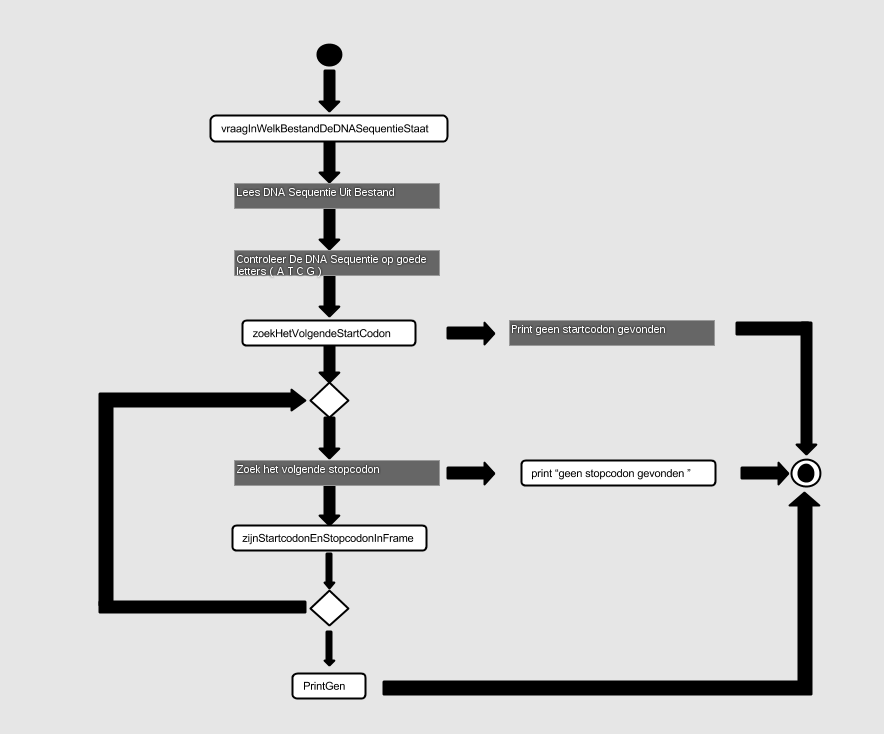 vraagInWelkBestandDeDNASequentieStaat
Lees DNA Sequentie Uit Bestand
Controleer De DNA Sequentie op goede
letters ( A T C G )
zoekHetVolgendeStartCodon
Print geen startcodon gevonden
Zoek het volgende stopcodon
print “geen stopcodon gevonden ”
zijnStartcodonEnStopcodonInFrame
PrintGen